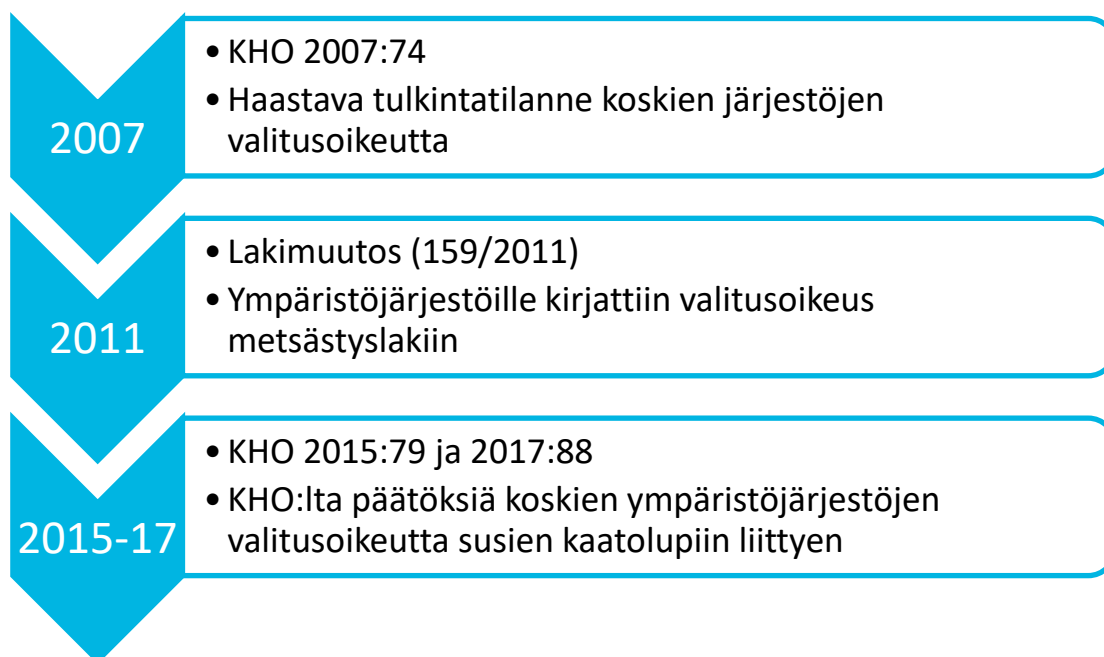 2007
• KHO 2007:74
• Haastava tulkintatilanne koskien järjestöjen
valitusoikeutta
2011
• Lakimuutos (159/2011)
• Ympäristöjärjestöille kirjattiin valitusoikeus
metsästyslakiin
2015-17
• KHO 2015:79 ja 2017:88
• KHO:lta päätöksiä koskien ympäristöjärjestöjen
valitusoikeutta susien kaatolupiin liittyen